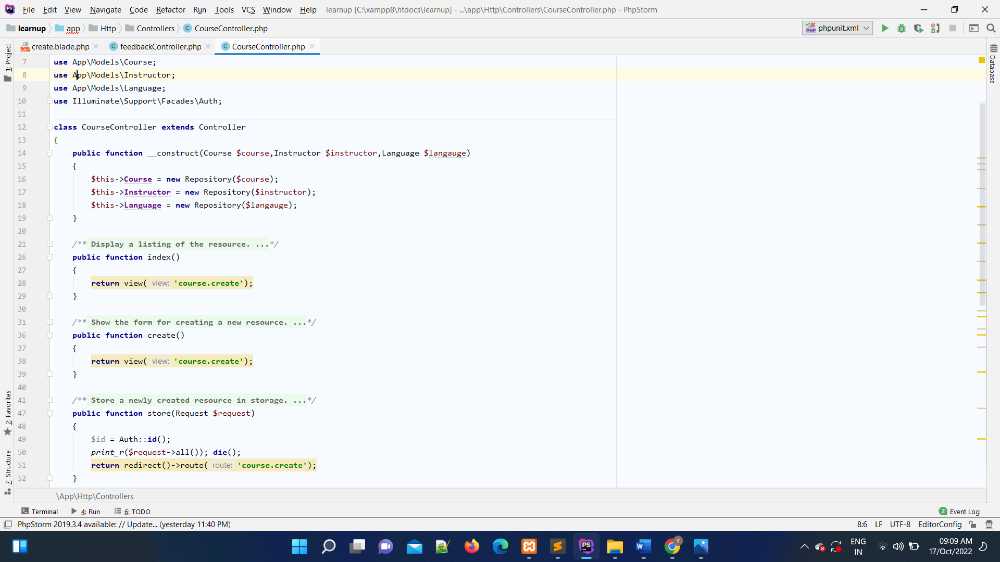 File Edit View Navigate Code Refactor Run Tools VCS Window Help learnup [C:\xampp8\htdocs\learnup] - ...\app\Http\Controllers\CourseController.php - PhpStorm
learnup app Http Controllers CourseController.php phpunit.xml
create.blade.php feedbackController.php CourseController.php
1: Project
2: Favorites
7: Structure
Database
7 use App\Models\Course;
8 use App\Models\Instructor;
9 use App\Models\Language;
10 use Illuminate\Support\Facades\Auth;
11
12 class CourseController extends Controller
13 {
14 public function __construct(Course $course,Instructor $instructor,Language $langauge)
15 {
16 $this->Course = new Repository($course);
17 $this->Instructor = new Repository($instructor);
18 $this->Language = new Repository($langauge);
19 }
20
21 /** Display a listing of the resource. ...*/
26 public function index()
27 {
28 return view( view: 'course.create');
29 }
30
31 /** Show the form for creating a new resource. ...*/
36 public function create()
37 {
38 return view( view: 'course.create');
39 }
40
41 /** Store a newly created resource in storage. ...*/
47 public function store(Request $request)
48 {
49 $id = Auth::id();
50 print_r($request->all()); die();
51 return redirect()->route( route: 'course.create');
52 }
\App\Http\Controllers
Terminal 4: Run 6: TODO 2 Event Log
PhpStorm 2019.3.4 available: // Update... (yesterday 11:40 PM) 8:6 LF UTF-8 EditorConfig
ENG 09:09 AM
IN 17/Oct/2022